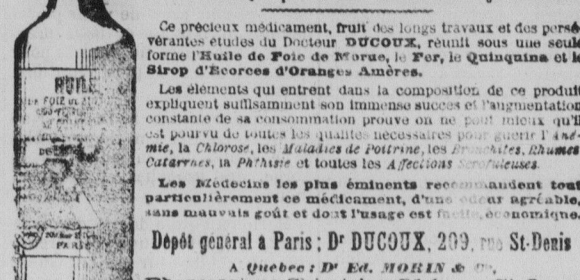 HUILE
DE FOIE DE M
PARIS
Ce précieux médicament, fruit des longs travaux et des persé-
vérantes études du Docteur DUCOUX, réunit sous une seule
forme l'Huile de Foie de Morue, le Fer, le Quinquina et le
Sirop d'Ecorces d'Oranges Amères.
Les éléments qui entrent dans la composition de ce produit
expliquent suffisamment son immense succès et l'augmentation
constante de sa consommation prouve on ne peut mieux qu'il
est pourvu de toutes les qualités nécessaires pour guérir l'Ané-
mie, la Chlorose, les Maladies de Poitrine, les Bronchites, Rhumes
Catarrhes, la Phthisie et toutes les Affections Scrofuleuses.
Les Médecins les plus éminents recommandent tout
particulièrement ce médicament, d'une odeur agréable,
sans mauvais goût et dont l'usage est facile, économique
Dépôt général à Paris ; Dr DUCOUX, 209, rue St-Denis
A Quebec : Dr Ed. MORIN & Cie,